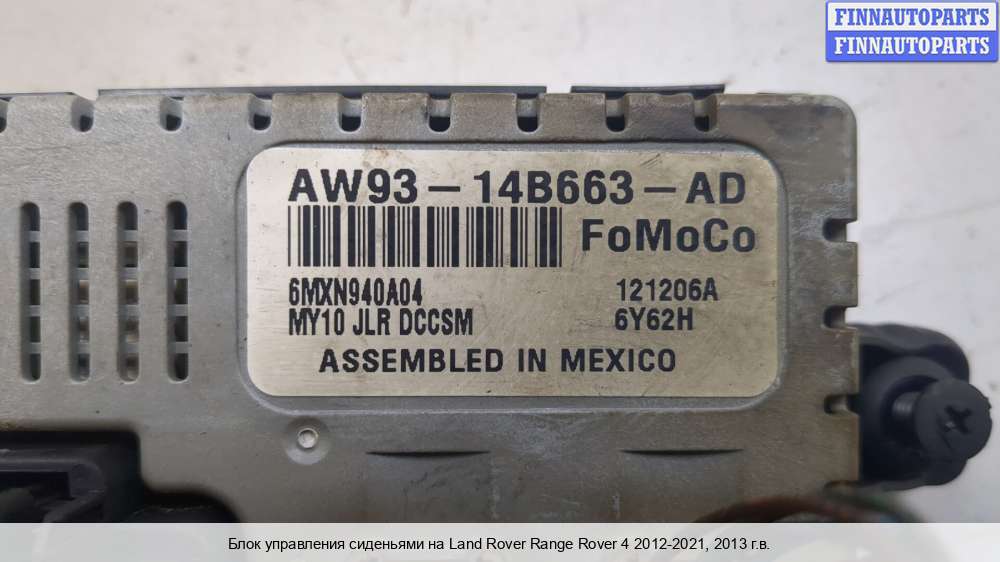 FINNAUTOPARTS
FINNAUTOPARTS
AW93-14B663-AD
FoMoCo
6MXN940A04 121206A
MY10 JLR DCCSM 6Y62H
ASSEMBLED IN MEXICO
Блок управления сиденьями на Land Rover Range Rover 4 2012-2021, 2013 г.в.